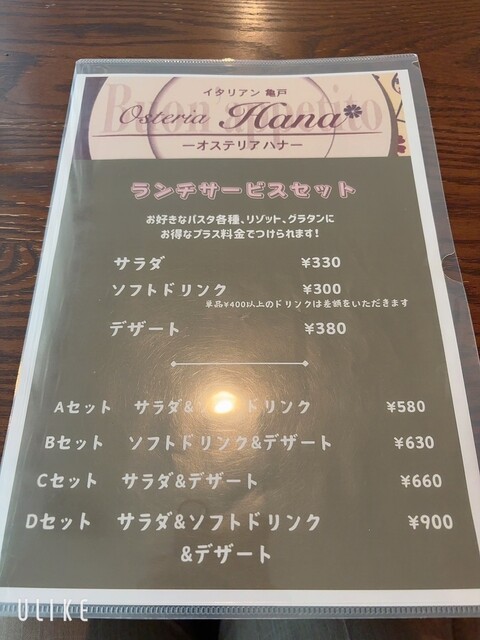 イタリアン 亀戸
Buon appetito
Osteria Hana
ーオステリアハナー
ランチサービスセット
お好きなパスタ各種、リゾット、グラタンに
お得なプラス料金でつけられます!
サラダ ¥330
ソフトドリンク ¥300
単品¥400以上のドリンクは差額をいただきます
デザート ¥380
Aセット サラダ& ドリンク ¥580
Bセット ソフトドリンク&デザート ¥630
Cセット サラダ&デザート ¥660
Dセット サラダ&ソフトドリンク ¥900
&デザート
ULIKE